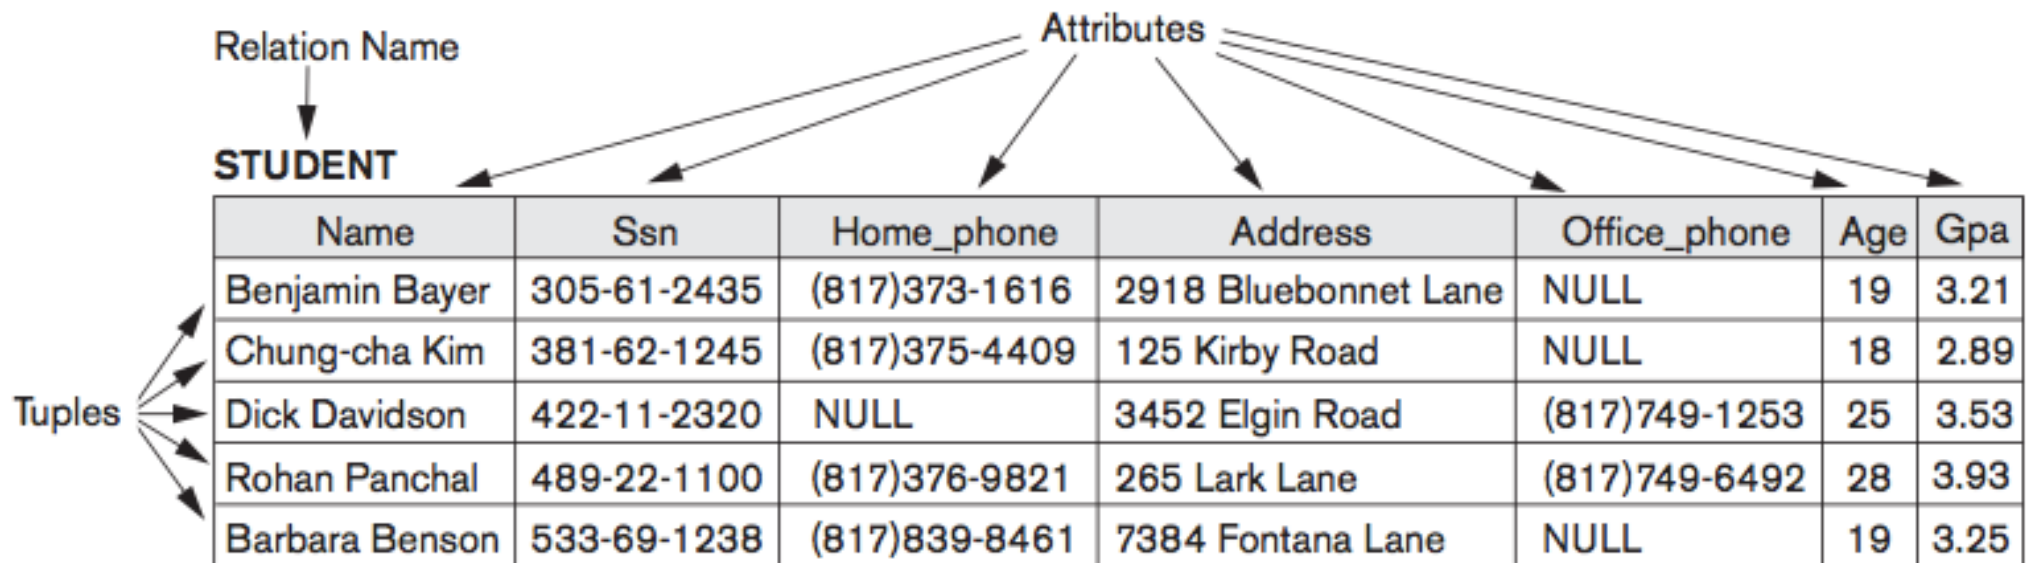 Attributes
Relation Name
STUDENT
Name Ssn Home_phone Address Office_phone Age Gpa
Benjamin Bayer 305-61-2435 (817)373-1616 2918 Bluebonnet Lane NULL 19 3.21
Chung-cha Kim 381-62-1245 (817)375-4409 125 Kirby Road NULL 18 2.89
Tuples Dick Davidson 422-11-2320 NULL 3452 Elgin Road (817)749-1253 25 3.53
Rohan Panchal 489-22-1100 (817)376-9821 265 Lark Lane (817)749-6492 28 3.93
Barbara Benson 533-69-1238 (817)839-8461 7384 Fontana Lane NULL 19 3.25